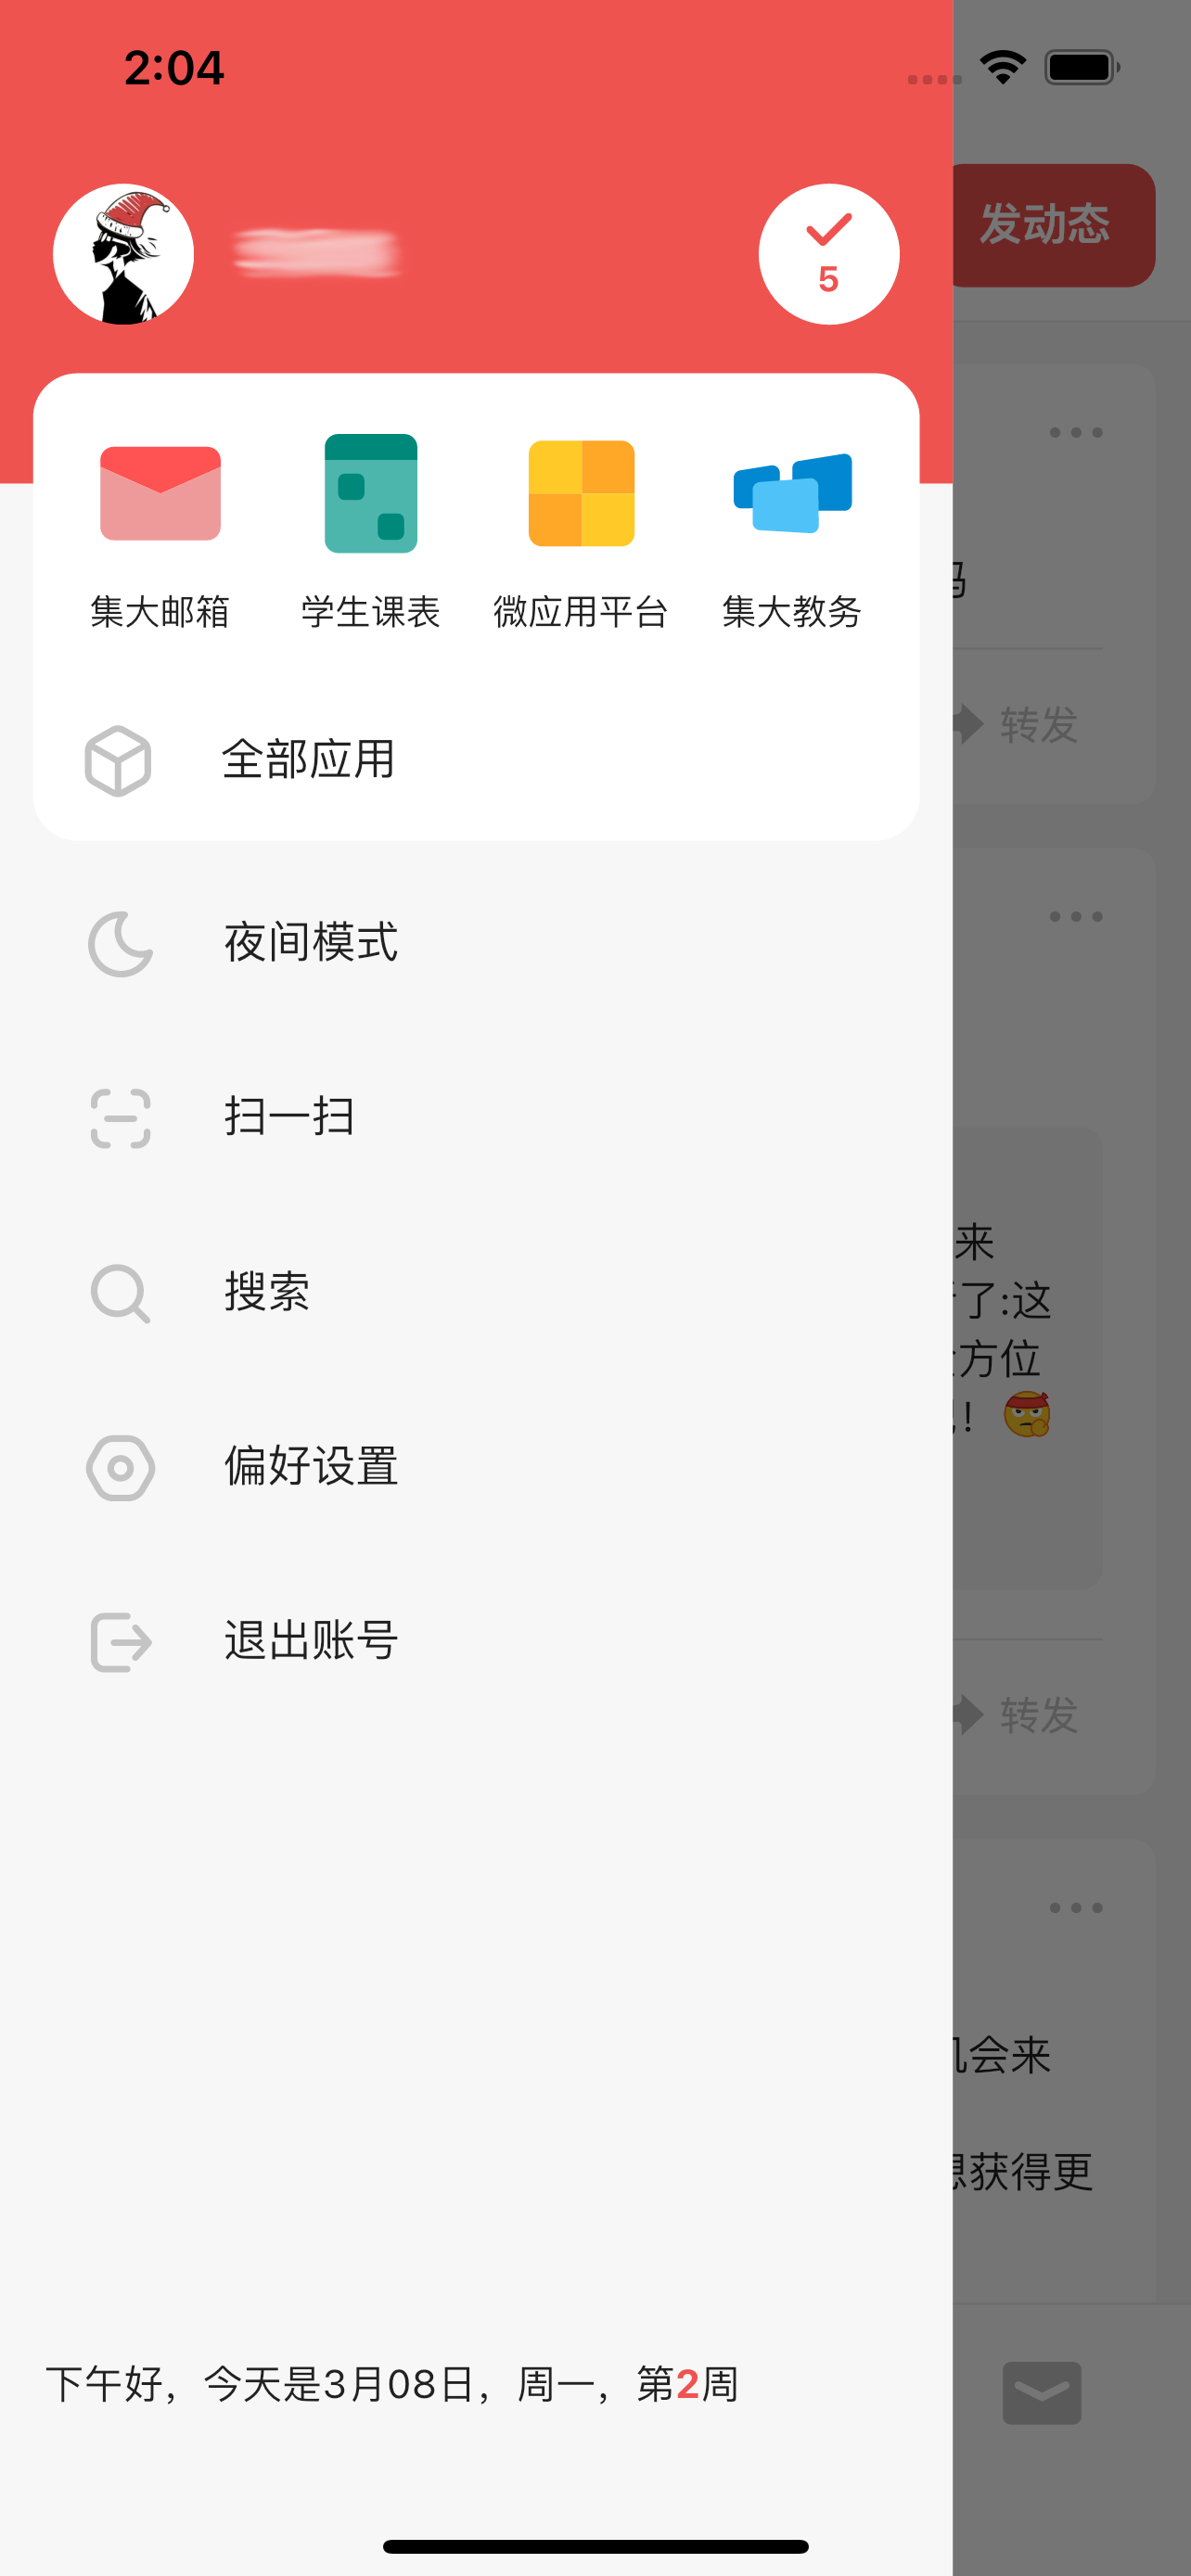 2:04
发动态
5
集大邮箱 学生课表 微应用平台 集大教务
转发
全部应用
夜间模式
扫一扫
来
了:这
搜索
方位
!
偏好设置
退出账号
转发
会来
获得更
下午好，今天是3月08日，周一，第2周